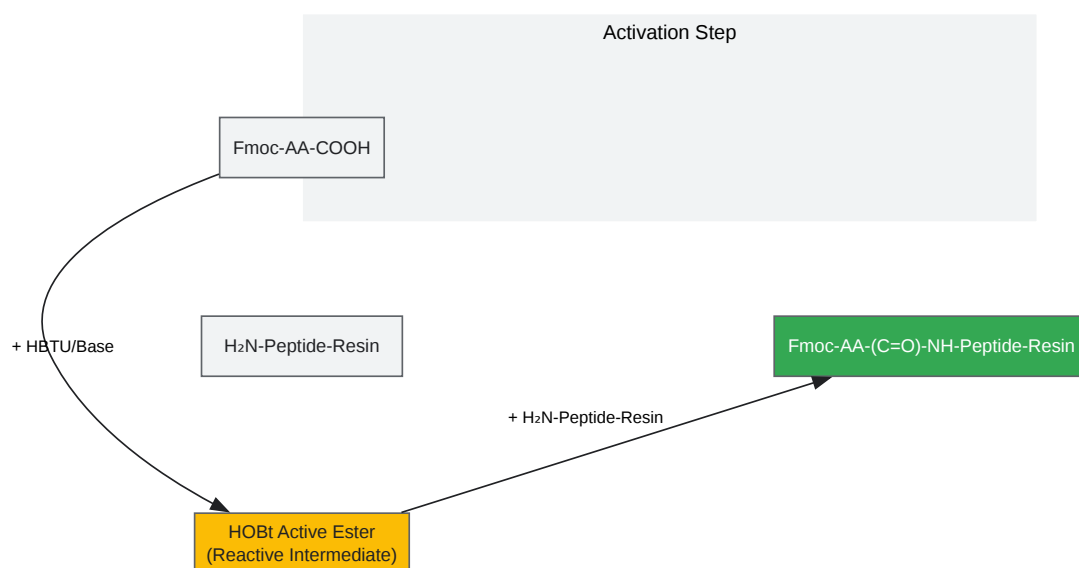 Activation Step
Fmoc-AA-COOH
+ HBTU/Base
H₂N-Peptide-Resin
Fmoc-AA-(C=O)-NH-Peptide-Resin
+ H₂N-Peptide-Resin
HOBt Active Ester
(Reactive Intermediate)